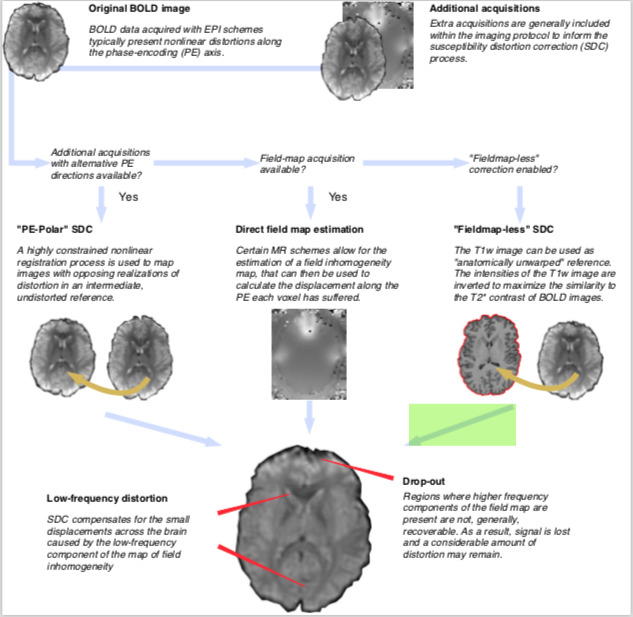 Original BOLD image
BOLD data acquired with EPI schemes
typically present nonlinear distortions along
the phase-encoding (PE) axis.
Additional acquisitions
Extra acquisitions are generally included
within the imaging protocol to inform the
susceptibility distortion correction (SDC)
process.
Additional acquisitions
with alternative PE
directions available?
Field-map acquisition
available?
"Fieldmap-less"
correction enabled?
Yes
Yes
"PE-Polar" SDC
A highly constrained nonlinear
registration process is used to map
images with opposing realizations of
distortion in an intermediate,
undistorted reference.
Direct field map estimation
Certain MR schemes allow for the
estimation of a field inhomogeneity
map, that can then be used to
calculate the displacement along the
PE each voxel has suffered.
"Fieldmap-less" SDC
The T1w image can be used as
"anatomically unwarped" reference.
The intensities of the T1w image are
inverted to maximize the similarity to
the T2* contrast of BOLD images.
Low-frequency distortion
SDC compensates for the small
displacements across the brain
caused by the low-frequency
component of the map of field
inhomogeneity
Drop-out
Regions where higher frequency
components of the field map are
present are not, generally,
recoverable. As a result, signal is lost
and a considerable amount of
distortion may remain.